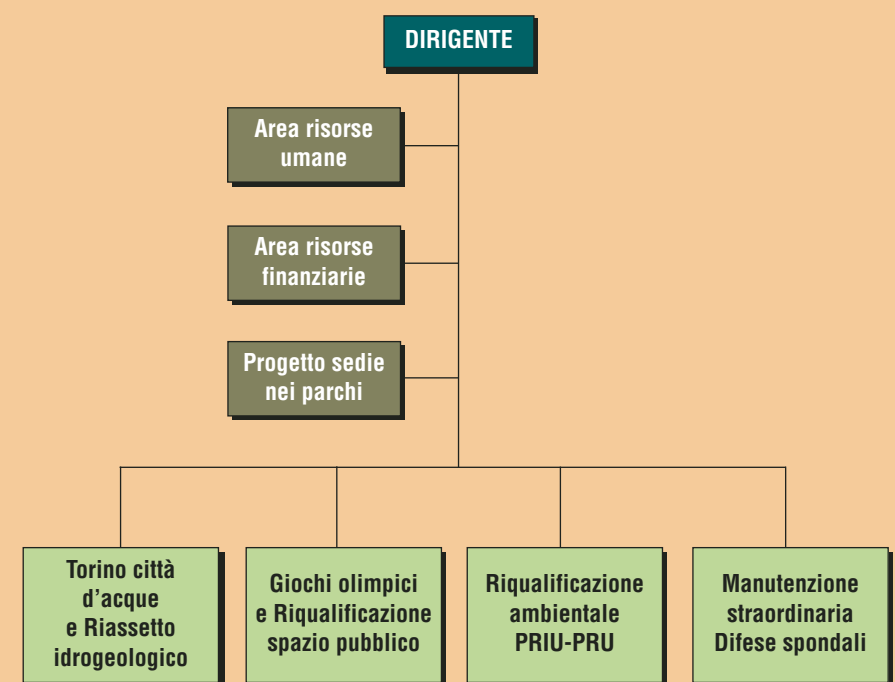 DIRIGENTE
Area risorse
umane
Area risorse
finanziarie
Progetto sedie
nei parchi
Torino città
d'acque
e Riassetto
idrogeologico
Giochi olimpici
e Riqualificazione
spazio pubblico
Riqualificazione
ambientale
PRIU-PRU
Manutenzione
straordinaria
Difese spondali